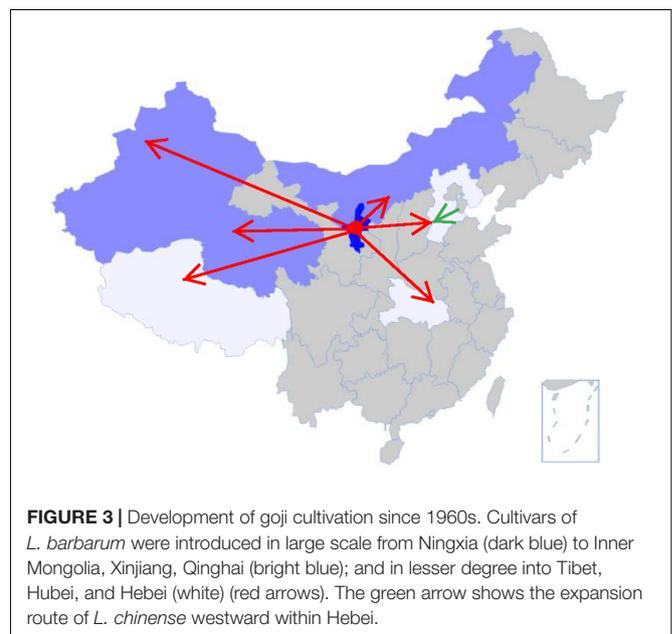 FIGURE 3 | Development of goji cultivation since 1960s. Cultivars of
L. barbarum were introduced in large scale from Ningxia (dark blue) to Inner
Mongolia, Xinjiang, Qinghai (bright blue); and in lesser degree into Tibet,
Hubei, and Hebei (white) (red arrows). The green arrow shows the expansion
route of L. chinense westward within Hebei.